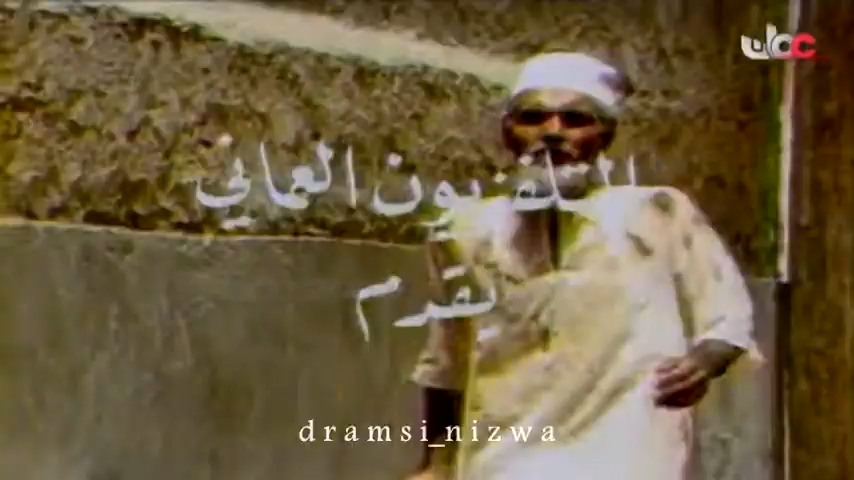 التلفزيون العماني
يقدم
dramsi_nizwa